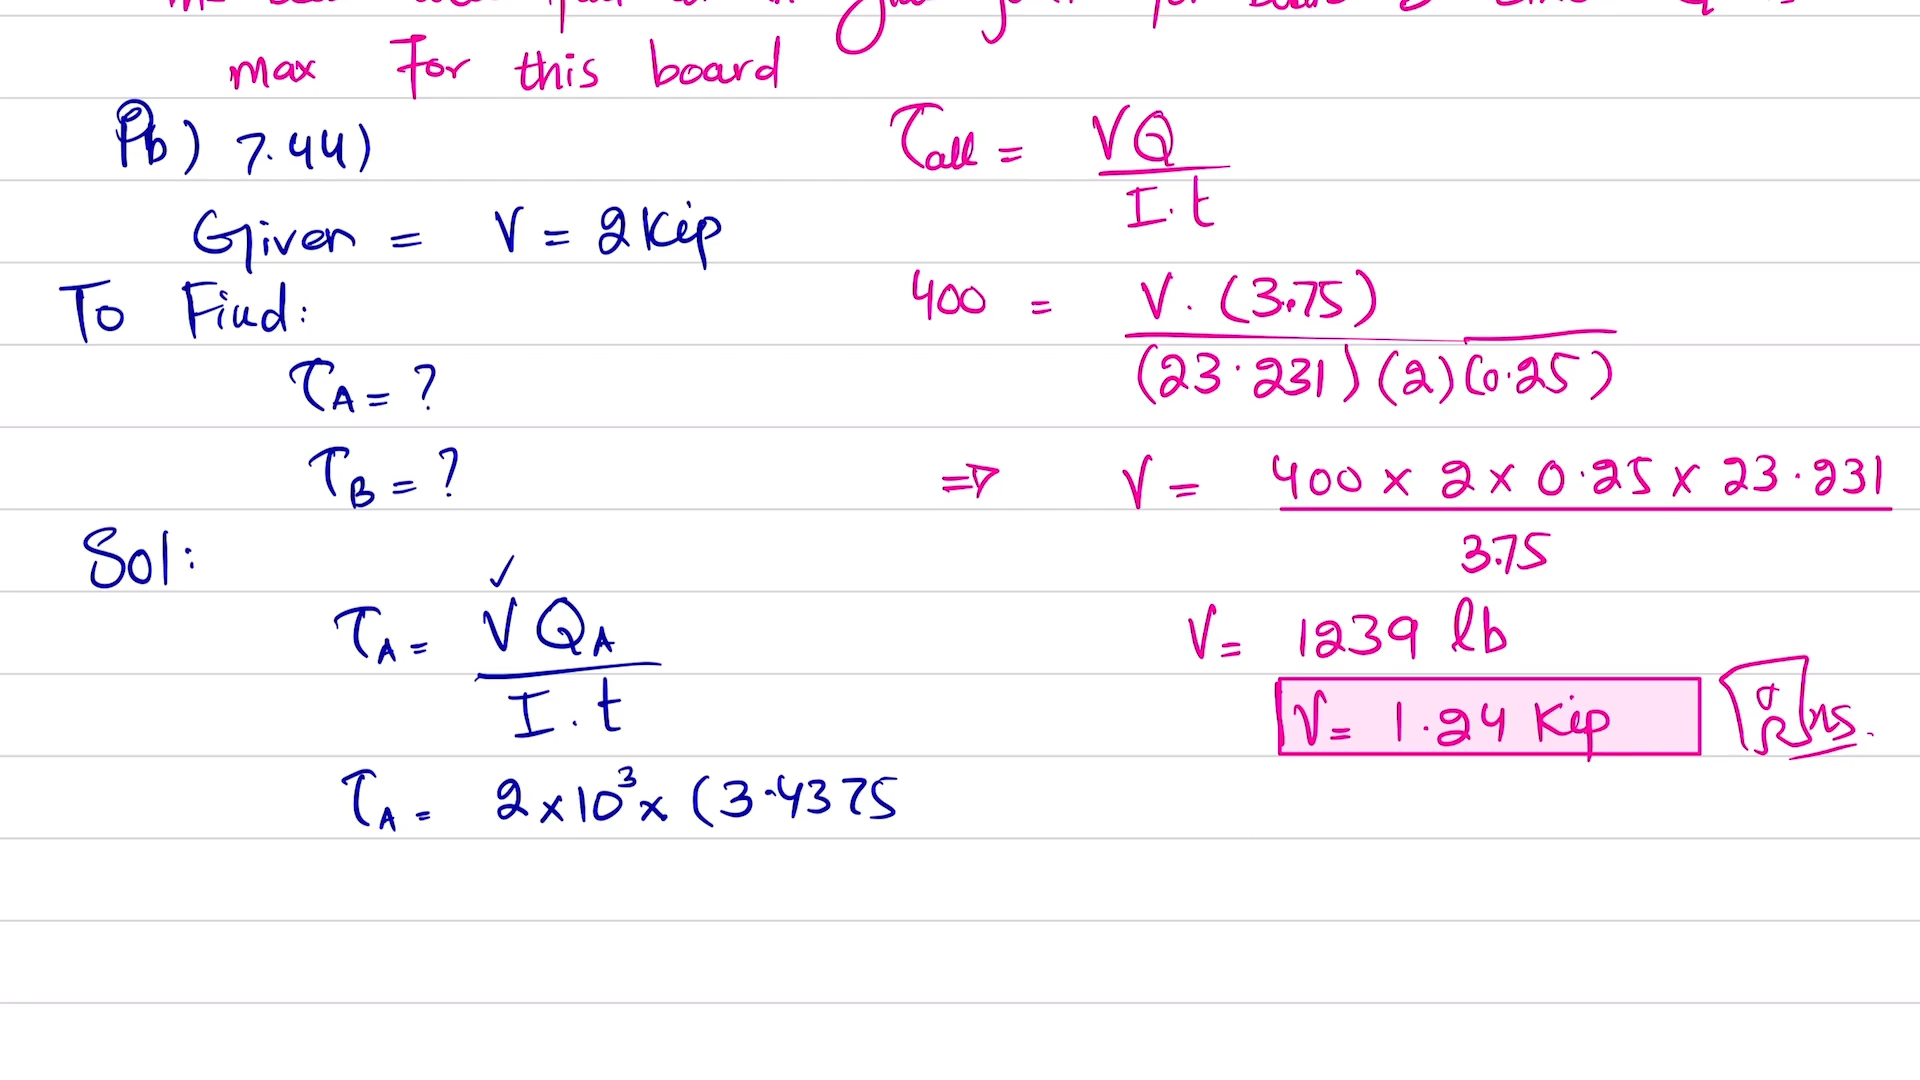 max For this board
Pb) 7.44)
Given = V = 2 Kip
To Find:
τA = ?
τB = ?
Sol:
✓
τA = VQA
I.t
τA = 2×10³×(3.4375
τall = VQ
I.t
400 = V.(3.75)
(23.231)(2)(0.25)
⇒ V = 400 × 2 × 0.25 × 23.231
3.75
V = 1239 lb
V = 1.24 Kip